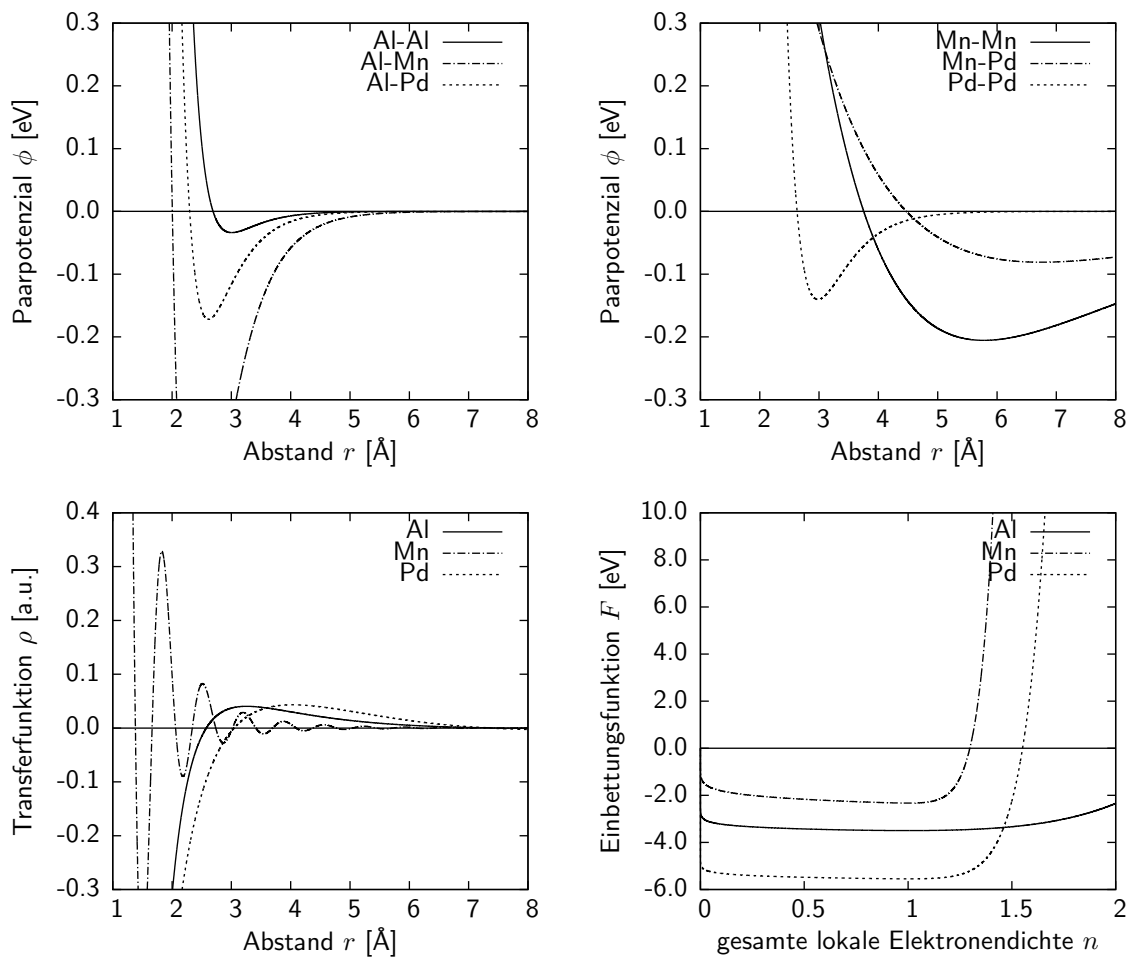 0.3
0.2
0.1
0.0
-0.1
-0.2
-0.3
Paarpotenzial ϕ [eV]
Al-Al
Al-Mn
Al-Pd
1 2 3 4 5 6 7 8
Abstand r [Å]
0.3
0.2
0.1
0.0
-0.1
-0.2
-0.3
Paarpotenzial ϕ [eV]
Mn-Mn
Mn-Pd
Pd-Pd
1 2 3 4 5 6 7 8
Abstand r [Å]
0.4
0.3
0.2
0.1
0.0
-0.1
-0.2
-0.3
Transferfunktion ρ [a.u.]
Al
Mn
Pd
1 2 3 4 5 6 7 8
Abstand r [Å]
10.0
8.0
6.0
4.0
2.0
0.0
-2.0
-4.0
-6.0
Einbettungsfunktion F [eV]
Al
Mn
Pd
0 0.5 1 1.5 2
gesamte lokale Elektronendichte n